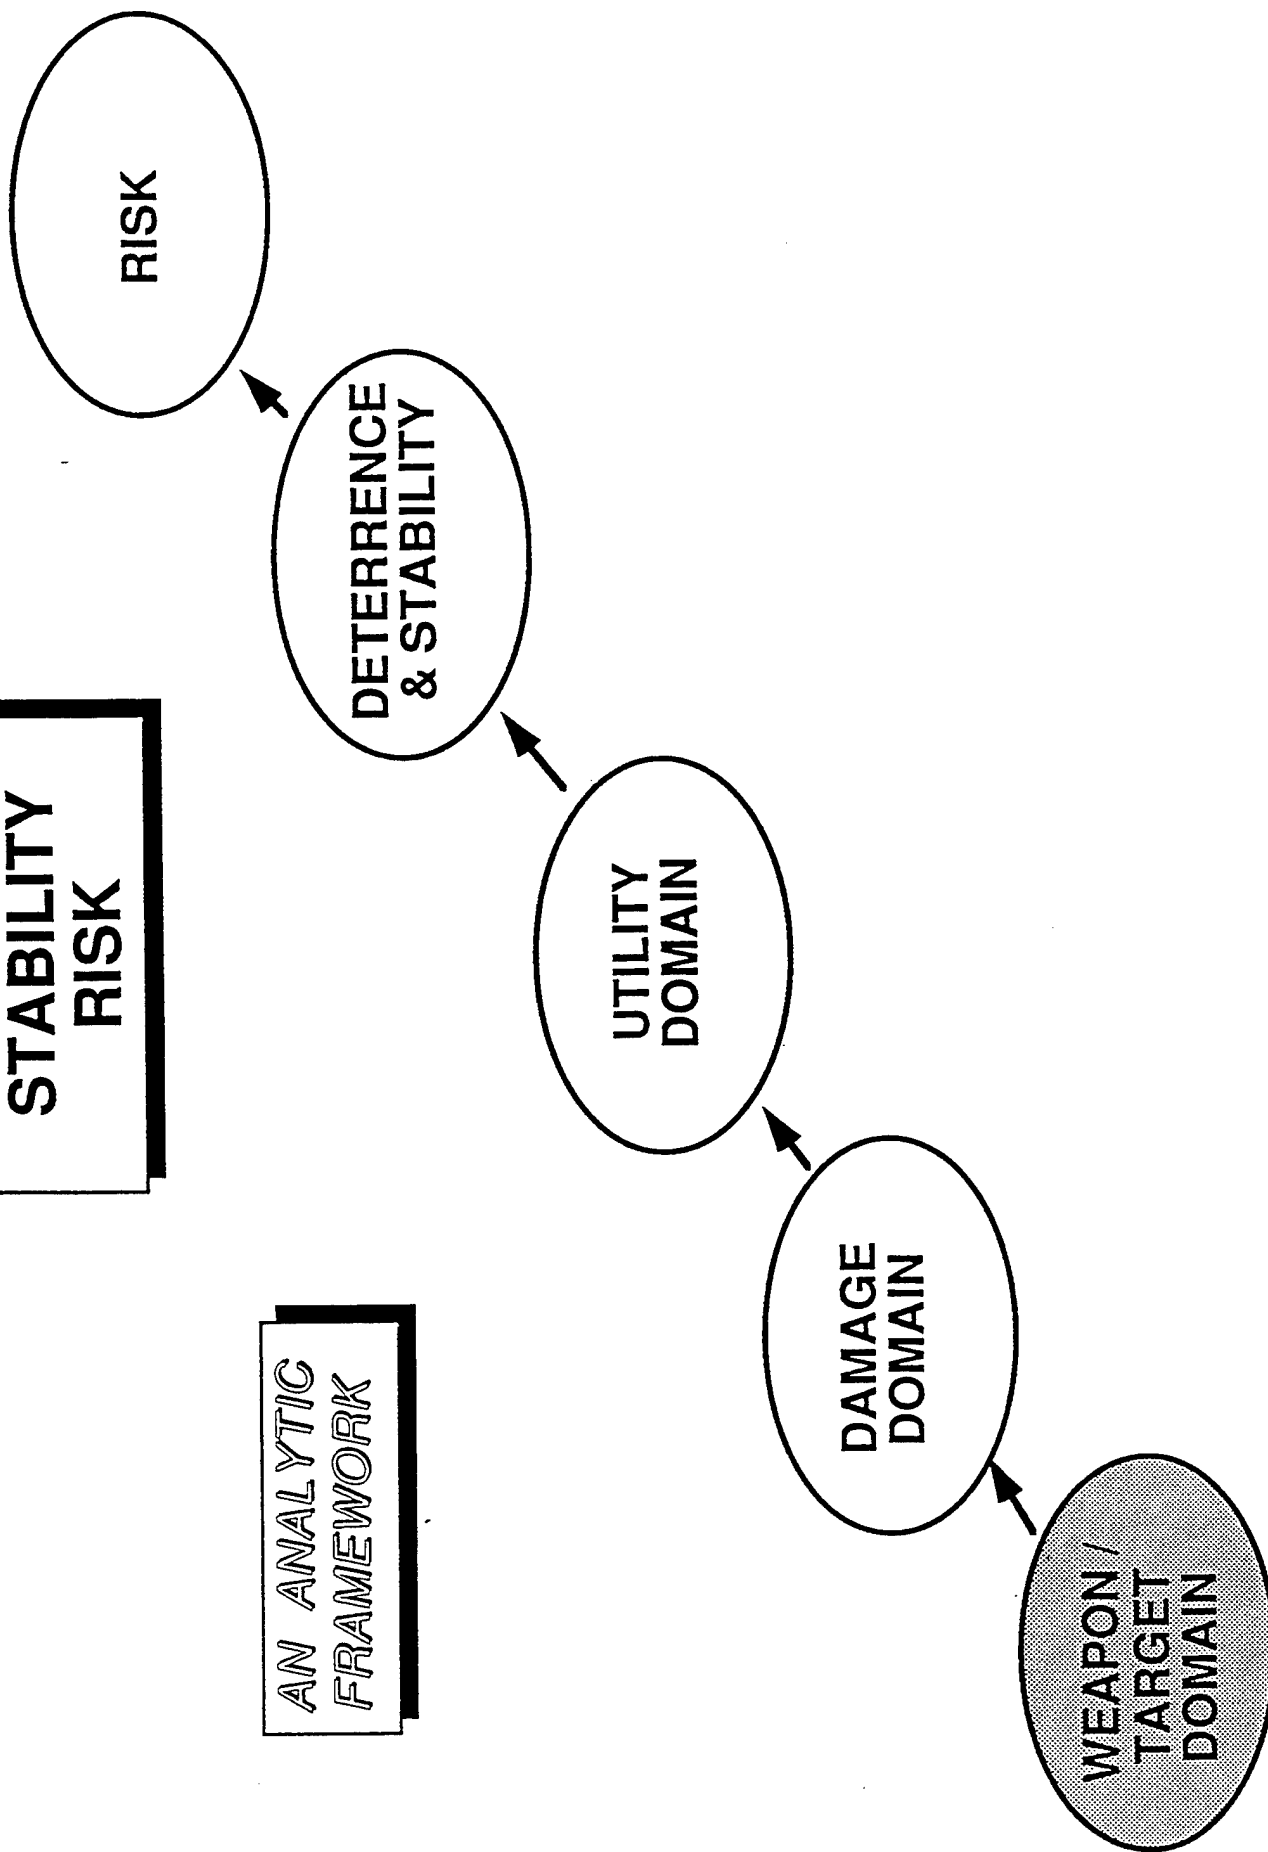 STABILITY
RISK
AN ANALYTIC
FRAMEWORK
RISK
DETERRENCE
& STABILITY
UTILITY
DOMAIN
DAMAGE
DOMAIN
WEAPON /
TARGET
DOMAIN